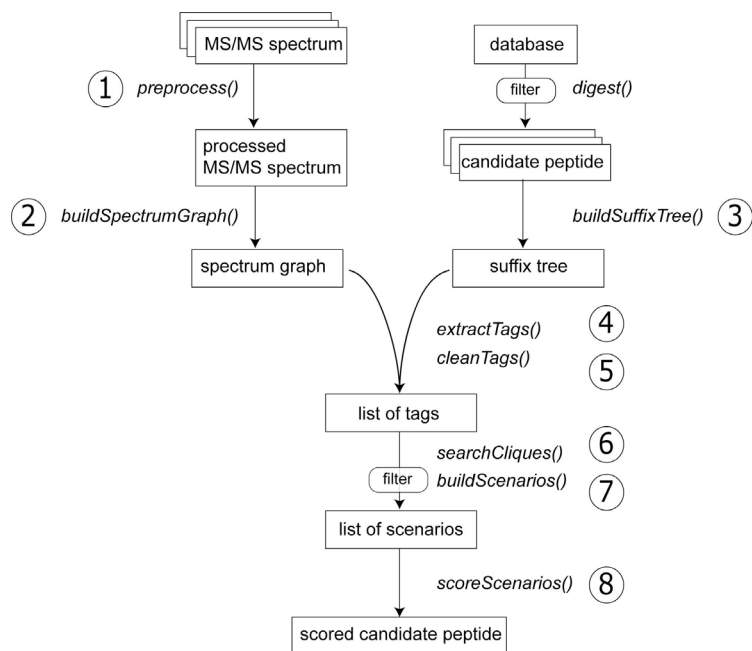 MS/MS spectrum
database
1
preprocess()
filter
digest()
processed
MS/MS spectrum
candidate peptide
2
buildSpectrumGraph()
buildSuffixTree()
3
spectrum graph
suffix tree
extractTags()
4
cleanTags()
5
list of tags
searchCliques()
6
filter
buildScenarios()
7
list of scenarios
scoreScenarios()
8
scored candidate peptide